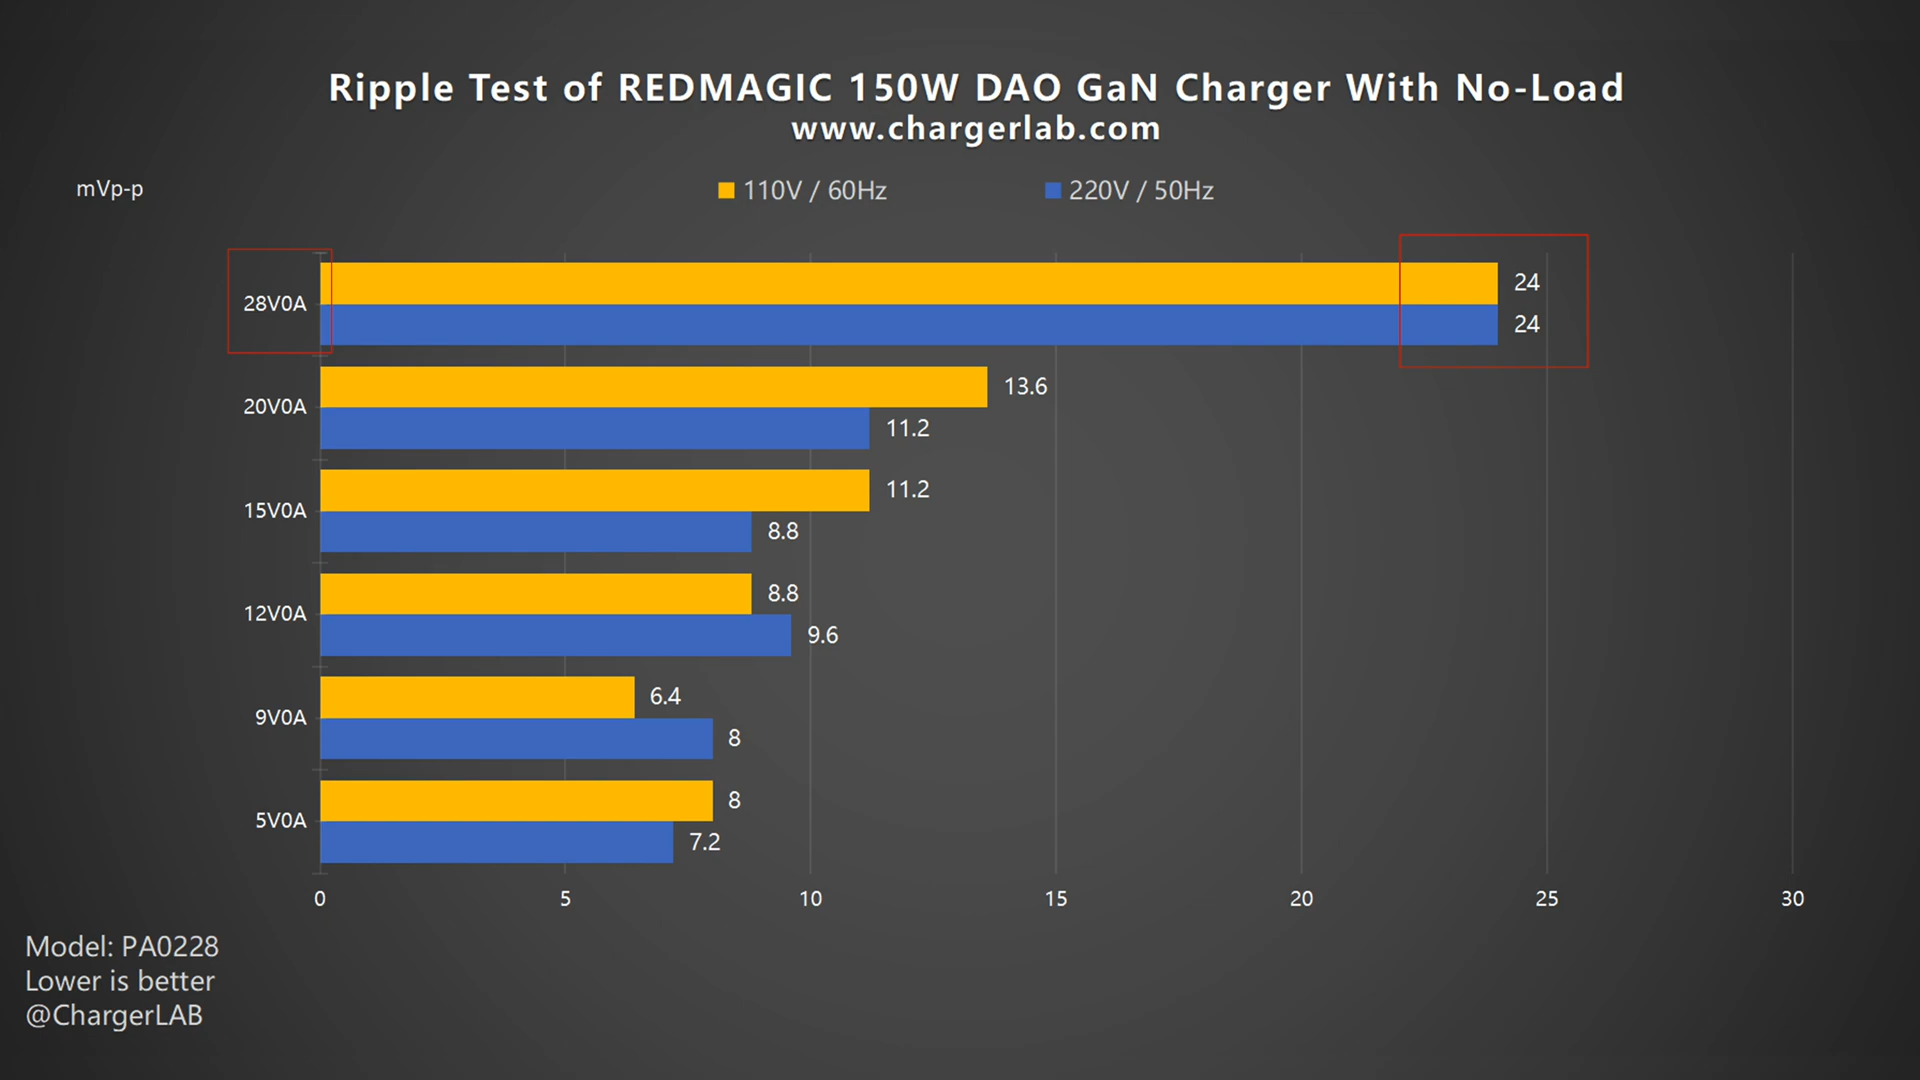 Ripple Test of REDMAGIC 150W DAO GaN Charger With No-Load
www.chargerlab.com
mVp-p
110V / 60Hz
220V / 50Hz
28V0A
24
24
20V0A
13.6
11.2
15V0A
11.2
8.8
12V0A
8.8
9.6
9V0A
6.4
8
5V0A
8
7.2
0 5 10 15 20 25 30
Model: PA0228
Lower is better
@ChargerLAB